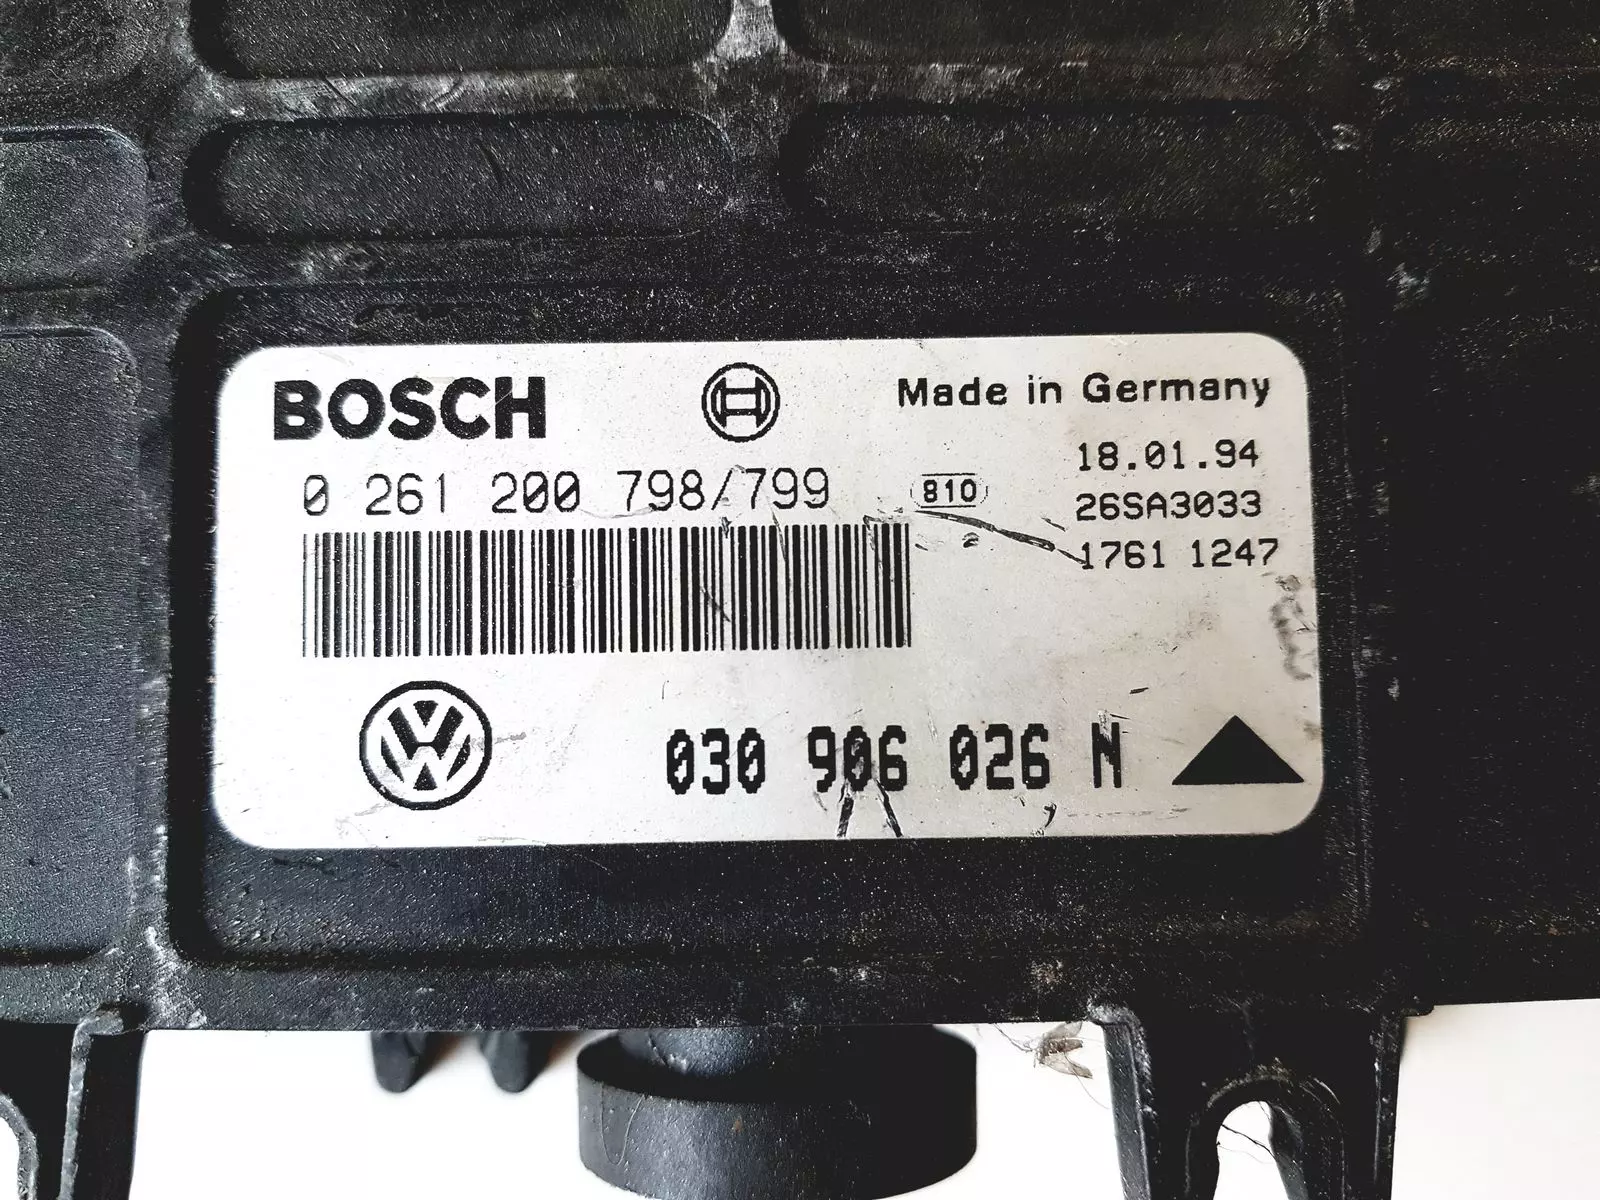 BOSCH
Made in Germany
0 261 200 798/799
810
18.01.94
26SA3033
1761 1247
VW
030 906 026 N